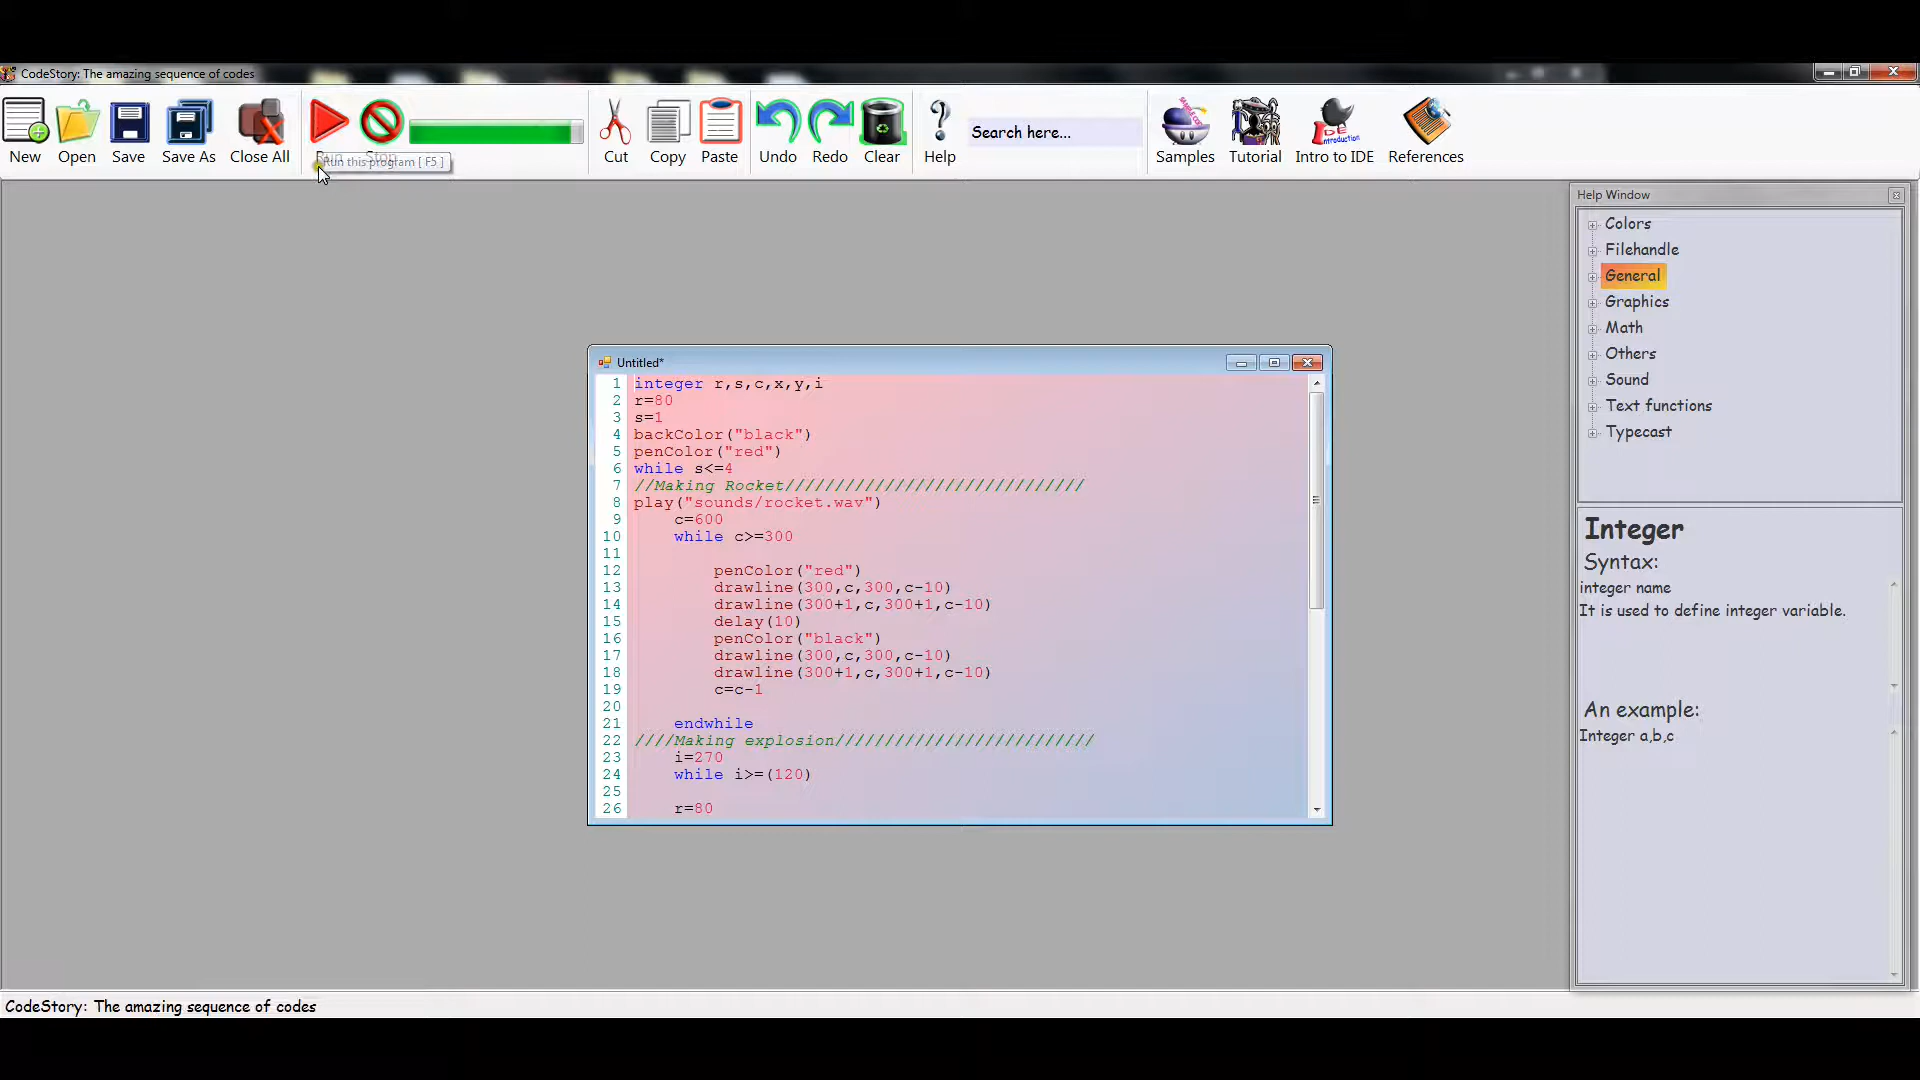 CodeStory: The amazing sequence of codes
New
Open
Save
Save As
Close All
Run this program [ F5 ]
Cut
Copy
Paste
Undo
Redo
Clear
Help
Search here...
Samples
Tutorial
Intro to IDE
References
Help Window
Colors
Filehandle
General
Graphics
Math
Others
Sound
Text functions
Typecast
Integer
Syntax:
integer name
It is used to define integer variable.
An example:
Integer a,b,c
Untitled*
1 integer r,s,c,x,y,i
2 r=80
3 s=1
4 backColor("black")
5 penColor("red")
6 while s<=4
7 //Making Rocket//////////////////////////////
8 play("sounds/rocket.wav")
9 c=600
10 while c>=300
11
12 penColor("red")
13 drawline(300,c,300,c-10)
14 drawline(300+1,c,300+1,c-10)
15 delay(10)
16 penColor("black")
17 drawline(300,c,300,c-10)
18 drawline(300+1,c,300+1,c-10)
19 c=c-1
20
21 endwhile
22 ////Making explosion//////////////////////////
23 i=270
24 while i>=(120)
25
26 r=80
CodeStory: The amazing sequence of codes